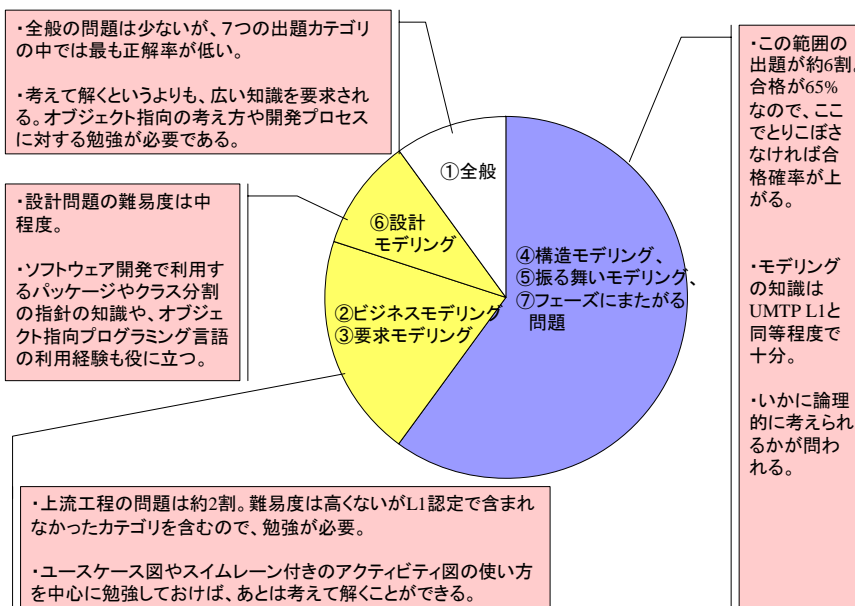 ・全般の問題は少ないが、7つの出題カテゴリ
の中では最も正解率が低い。
・考えて解くというよりも、広い知識を要求され
る。オブジェクト指向の考え方や開発プロセス
に対する勉強が必要である。
・設計問題の難易度は中
程度。
・ソフトウェア開発で利用す
るパッケージやクラス分割
の指針の知識や、オブジェ
クト指向プログラミング言語
の利用経験も役に立つ。
①全般
⑥設計
モデリング
②ビジネスモデリング
③要求モデリング
④構造モデリング、
⑤振る舞いモデリング、
⑦フェーズにまたがる
問題
・この範囲の
出題が約6割。
合格が65%
なので、ここ
でとりこぼさ
なければ合
格確率が上
がる。
・モデリング
の知識は
UMTP L1と
同等程度で
十分。
・いかに論理
的に考えられ
るかが問わ
れる。
・上流工程の問題は約2割。難易度は高くないがL1認定で含まれ
なかったカテゴリを含むので、勉強が必要。
・ユースケース図やスイムレーン付きのアクティビティ図の使い方
を中心に勉強しておけば、あとは考えて解くことができる。